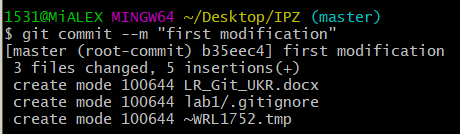 1531@MiALEX MINGW64 ~/Desktop/IPZ (master)
$ git commit --m "first modification"
[master (root-commit) b35eec4] first modification
 3 files changed, 5 insertions(+)
 create mode 100644 LR_Git_UKR.docx
 create mode 100644 lab1/.gitignore
 create mode 100644 ~WRL1752.tmp